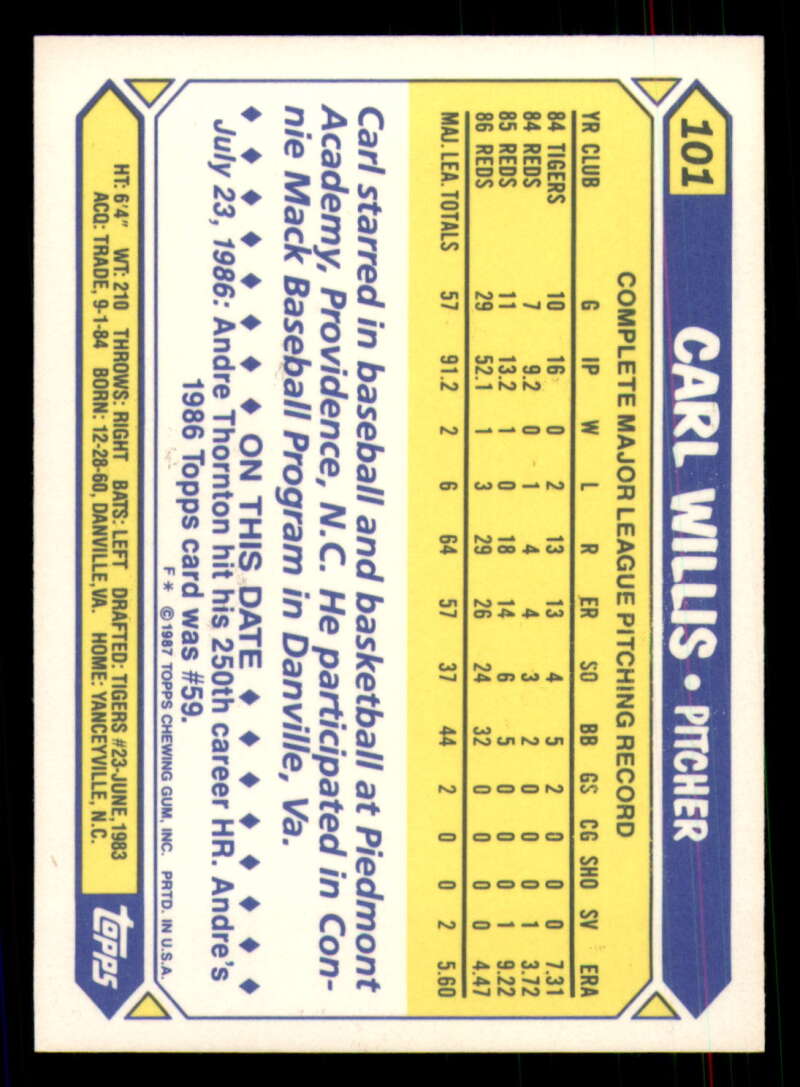 101 CARL WILLIS • PITCHER
COMPLETE MAJOR LEAGUE PITCHING RECORD
YR CLUB G IP W L R ER SO BB GS CG SHO SV ERA
84 TIGERS 10 16 0 2 13 13 4 5 2 0 0 0 7.31
84 REDS 7 9.2 0 1 4 4 3 2 0 0 0 1 3.72
85 REDS 11 13.2 1 0 18 14 6 5 0 0 0 1 9.22
86 REDS 29 52.1 1 3 29 26 24 32 0 0 0 0 4.47
MAJ. LEA. TOTALS 57 91.2 2 6 64 57 37 44 2 0 0 2 5.60
Carl starred in baseball and basketball at Piedmont
Academy, Providence, N.C. He participated in Con-
nie Mack Baseball Program in Danville, Va.
ON THIS DATE
July 23, 1986: Andre Thornton hit his 250th career HR. Andre's
1986 Topps card was #59.
F* ©1987 TOPPS CHEWING GUM, INC. PRTD. IN U.S.A.
HT: 6'4" WT: 210 THROWS: RIGHT BATS: LEFT DRAFTED: TIGERS #23-JUNE, 1983
ACQ: TRADE, 9-1-84 BORN: 12-28-60, DANVILLE, VA. HOME: YANCEYVILLE, N.C.
topps